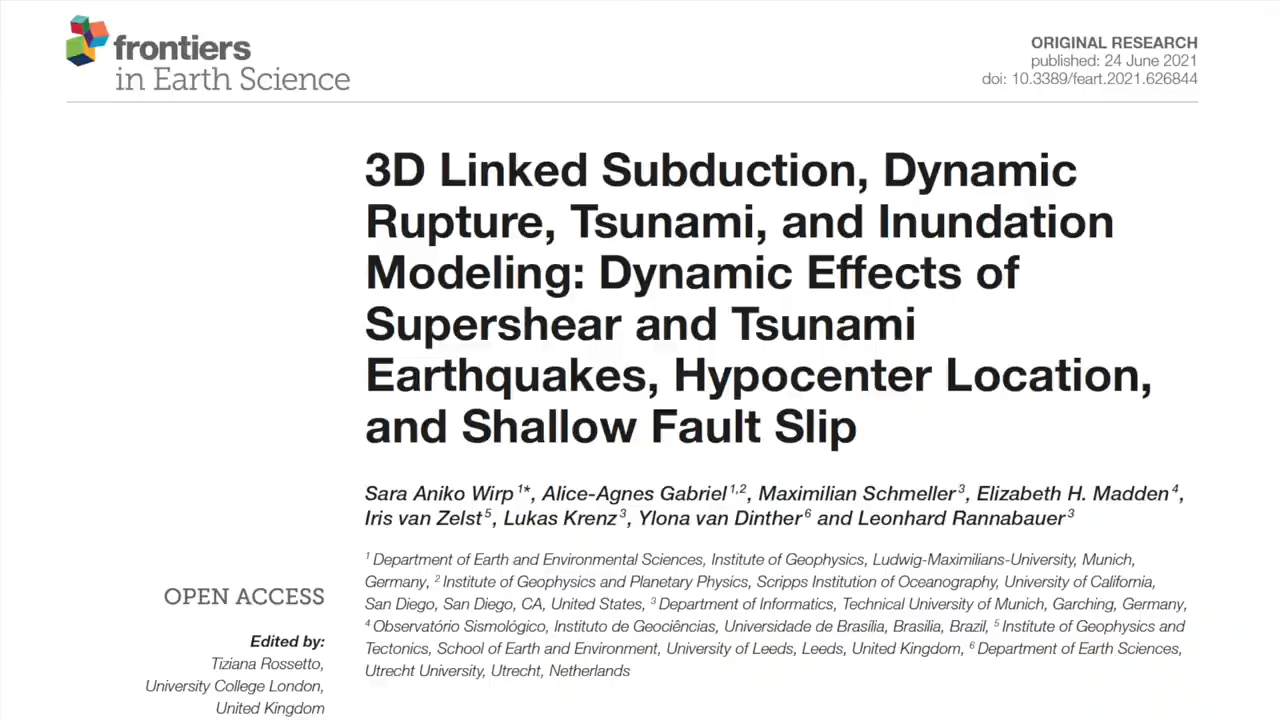 frontiers
in Earth Science
ORIGINAL RESEARCH
published: 24 June 2021
doi: 10.3389/feart.2021.626844
3D Linked Subduction, Dynamic
Rupture, Tsunami, and Inundation
Modeling: Dynamic Effects of
Supershear and Tsunami
Earthquakes, Hypocenter Location,
and Shallow Fault Slip
Sara Aniko Wirp 1*, Alice-Agnes Gabriel 1,2, Maximilian Schmeller 3, Elizabeth H. Madden 4,
Iris van Zelst 5, Lukas Krenz 3, Ylona van Dinther 6 and Leonhard Rannabauer 3
1 Department of Earth and Environmental Sciences, Institute of Geophysics, Ludwig-Maximilians-University, Munich,
Germany, 2 Institute of Geophysics and Planetary Physics, Scripps Institution of Oceanography, University of California,
San Diego, San Diego, CA, United States, 3 Department of Informatics, Technical University of Munich, Garching, Germany,
4 Observatório Sismológico, Instituto de Geociências, Universidade de Brasília, Brasilia, Brazil, 5 Institute of Geophysics and
Tectonics, School of Earth and Environment, University of Leeds, Leeds, United Kingdom, 6 Department of Earth Sciences,
Utrecht University, Utrecht, Netherlands
OPEN ACCESS
Edited by:
Tiziana Rossetto,
University College London,
United Kingdom